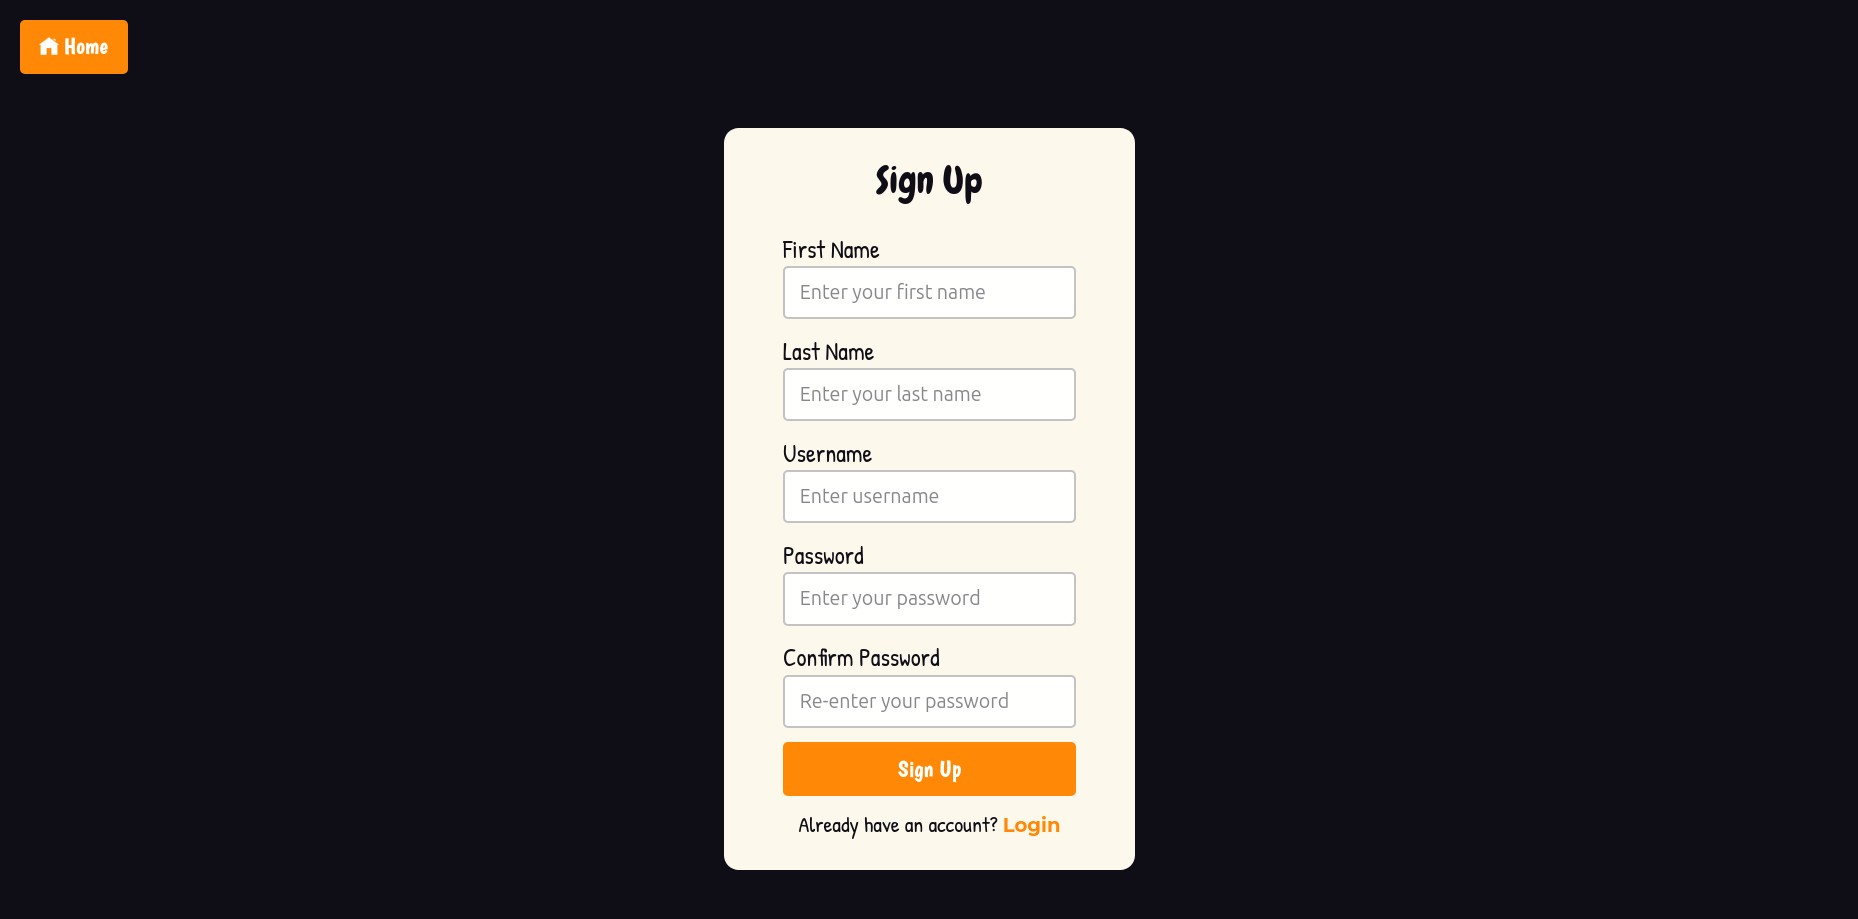 Home
Sign Up
First Name
Enter your first name
Last Name
Enter your last name
Username
Enter username
Password
Enter your password
Confirm Password
Re-enter your password
Sign Up
Already have an account? Login